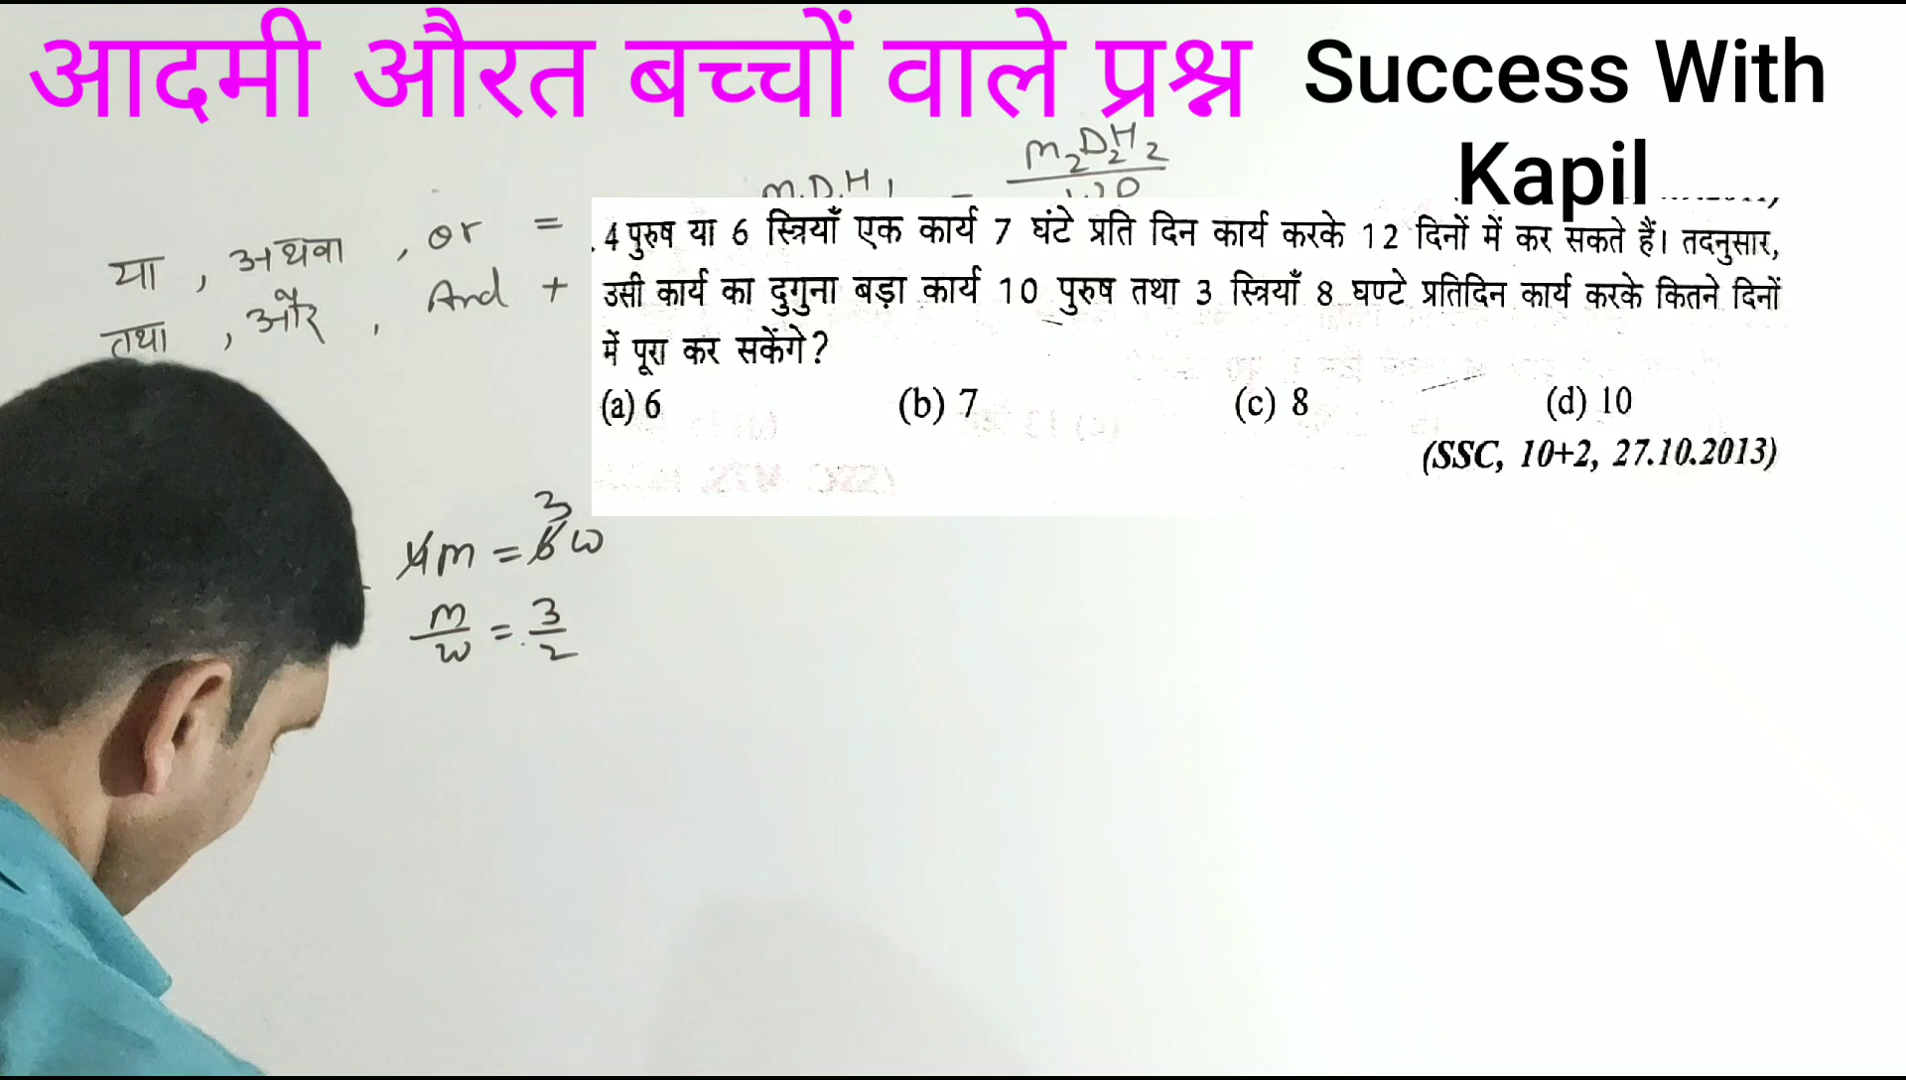 आदमी औरत बच्चों वाले प्रश्न
Success With
Kapil
M₂D₂H₂
M.D.H₁ =
या , अथवा , or =
तथा , और , And +
4 पुरुष या 6 स्त्रियाँ एक कार्य 7 घंटे प्रति दिन कार्य करके 12 दिनों में कर सकते हैं। तदनुसार,
उसी कार्य का दुगुना बड़ा कार्य 10 पुरुष तथा 3 स्त्रियाँ 8 घण्टे प्रतिदिन कार्य करके कितने दिनों
में पूरा कर सकेंगे?
(a) 6 (b) 7 (c) 8 (d) 10
(SSC, 10+2, 27.10.2013)
3
4m = 6w
m/w = 3/2